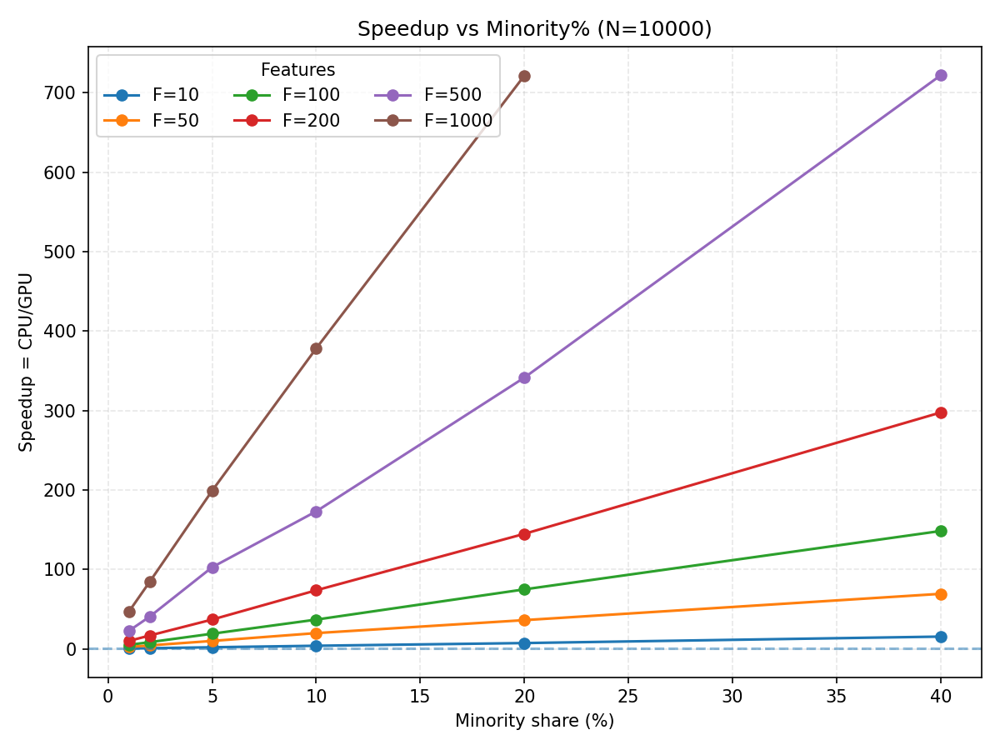 Speedup vs Minority% (N=10000)
Features
F=10 F=100 F=500
F=50 F=200 F=1000
700
600
500
400
300
200
100
0
Speedup = CPU/GPU
0 5 10 15 20 25 30 35 40
Minority share (%)